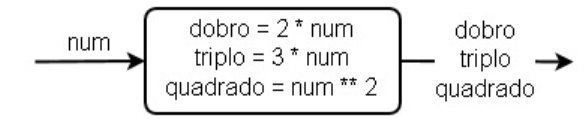 num
dobro = 2 * num
triplo = 3 * num
quadrado = num ** 2
dobro
triplo
quadrado